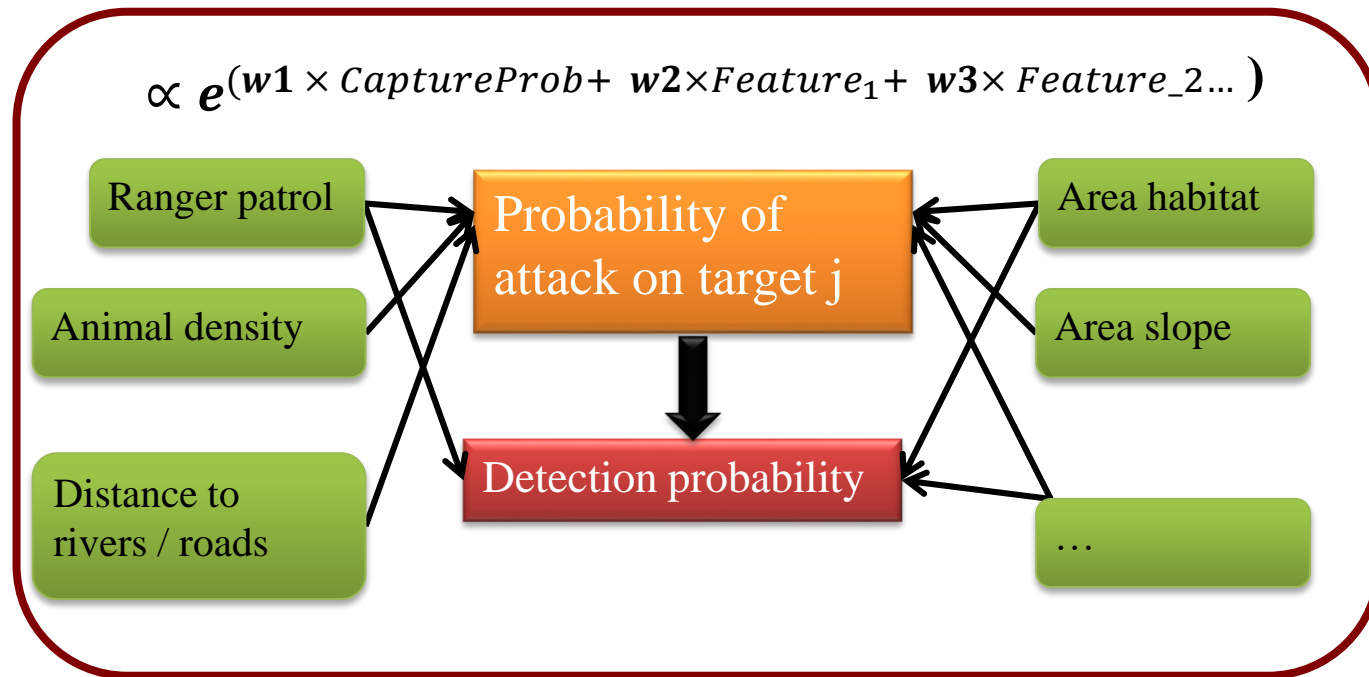 ∝ e^(w1 × CaptureProb+ w2×Feature₁+ w3× Feature_2… )
Ranger patrol
Animal density
Distance to
rivers / roads
Probability of
attack on target j
Detection probability
Area habitat
Area slope
…